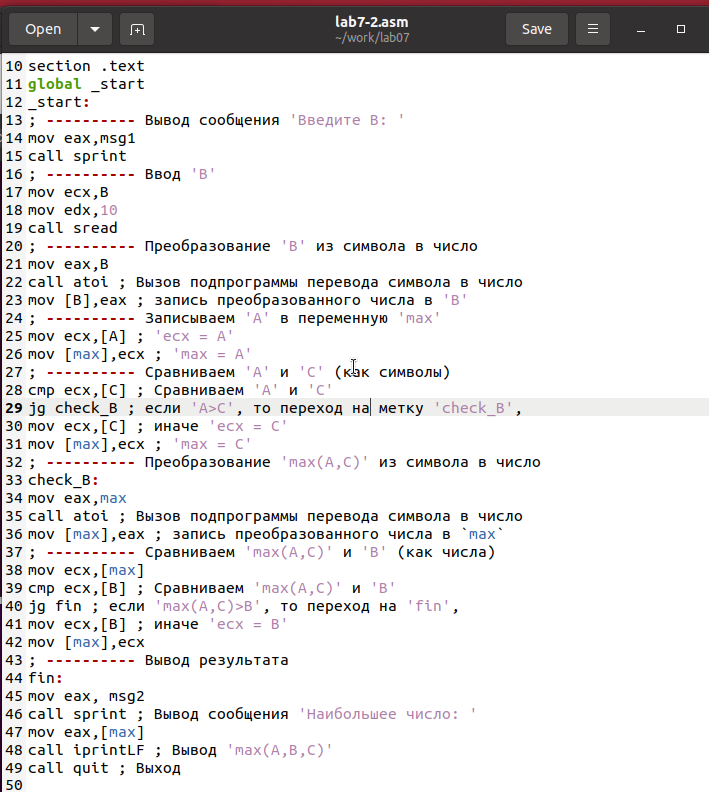 Open
lab7-2.asm
~/work/lab07
Save
10 section .text
11 global _start
12 _start:
13 ; ---------- Вывод сообщения 'Введите B: '
14 mov eax,msg1
15 call sprint
16 ; ---------- Ввод 'B'
17 mov ecx,B
18 mov edx,10
19 call sread
20 ; ---------- Преобразование 'B' из символа в число
21 mov eax,B
22 call atoi ; Вызов подпрограммы перевода символа в число
23 mov [B],eax ; запись преобразованного числа в 'B'
24 ; ---------- Записываем 'A' в переменную 'max'
25 mov ecx,[A] ; 'ecx = A'
26 mov [max],ecx ; 'max = A'
27 ; ---------- Сравниваем 'A' и 'С' (как символы)
28 cmp ecx,[C] ; Сравниваем 'A' и 'С'
29 jg check_B ; если 'A>C', то переход на метку 'check_B',
30 mov ecx,[C] ; иначе 'ecx = C'
31 mov [max],ecx ; 'max = C'
32 ; ---------- Преобразование 'max(A,C)' из символа в число
33 check_B:
34 mov eax,max
35 call atoi ; Вызов подпрограммы перевода символа в число
36 mov [max],eax ; запись преобразованного числа в `max`
37 ; ---------- Сравниваем 'max(A,C)' и 'B' (как числа)
38 mov ecx,[max]
39 cmp ecx,[B] ; Сравниваем 'max(A,C)' и 'B'
40 jg fin ; если 'max(A,C)>B', то переход на 'fin',
41 mov ecx,[B] ; иначе 'ecx = B'
42 mov [max],ecx
43 ; ---------- Вывод результата
44 fin:
45 mov eax, msg2
46 call sprint ; Вывод сообщения 'Наибольшее число: '
47 mov eax,[max]
48 call iprintLF ; Вывод 'max(A,B,C)'
49 call quit ; Выход
50